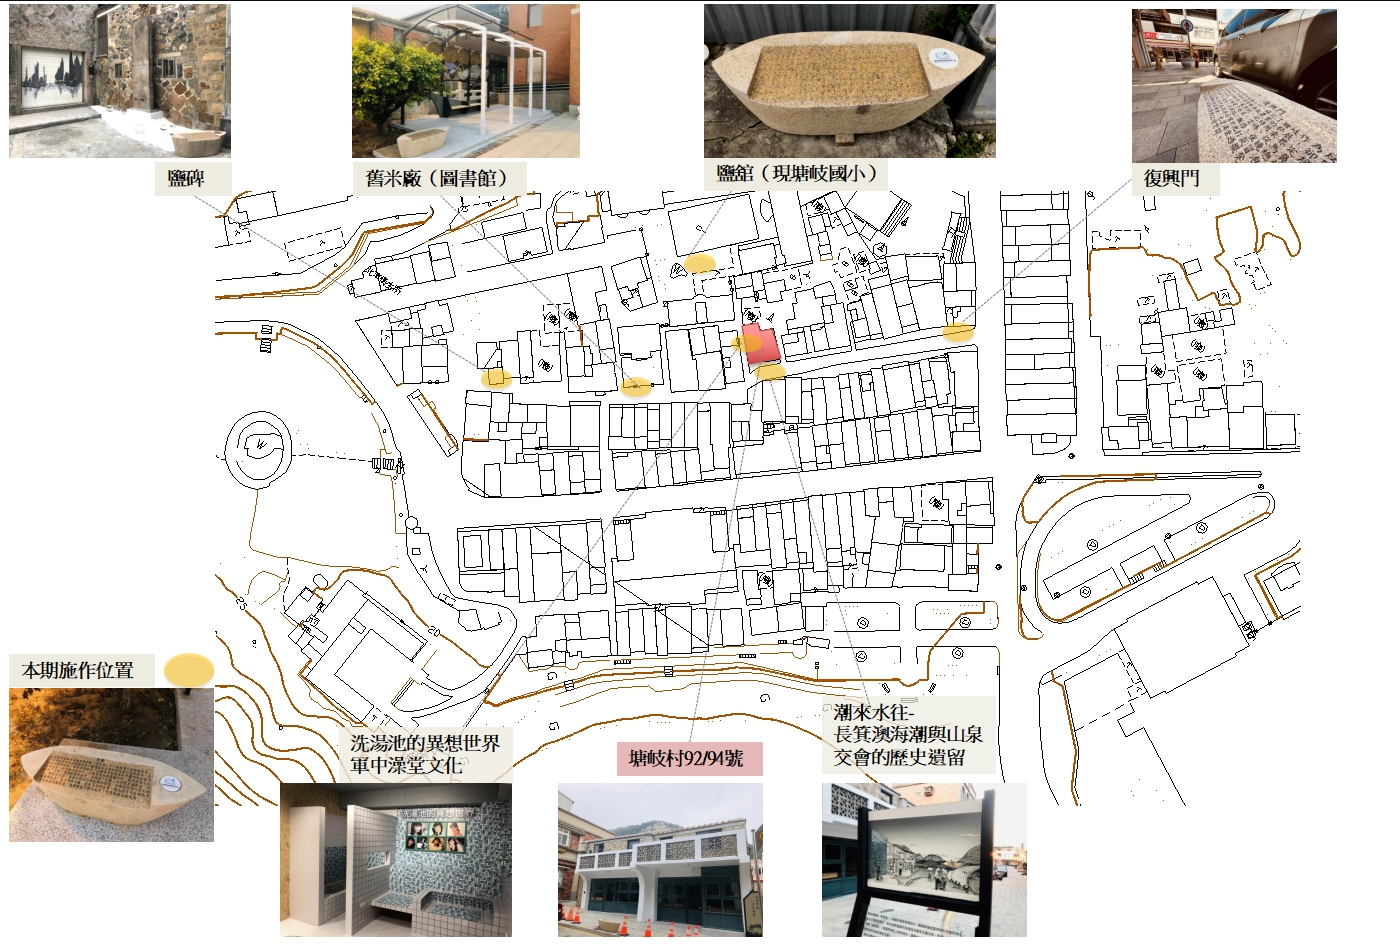 鹽碑
舊米廠（圖書館）
鹽舘（現塘岐國小）
復興門
25
20
本期施作位置
洗湯池的異想世界
軍中澡堂文化
塘岐村92/94號
潮來水往-
長箕澳海潮與山泉
交會的歷史遺留